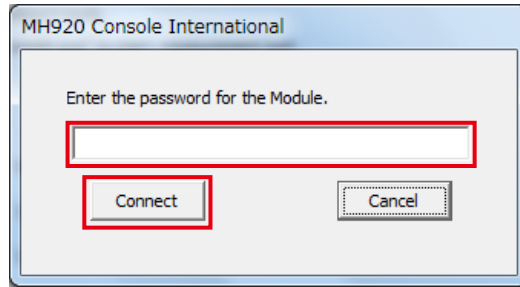 MH920 Console International
Enter the password for the Module.
Connect
Cancel